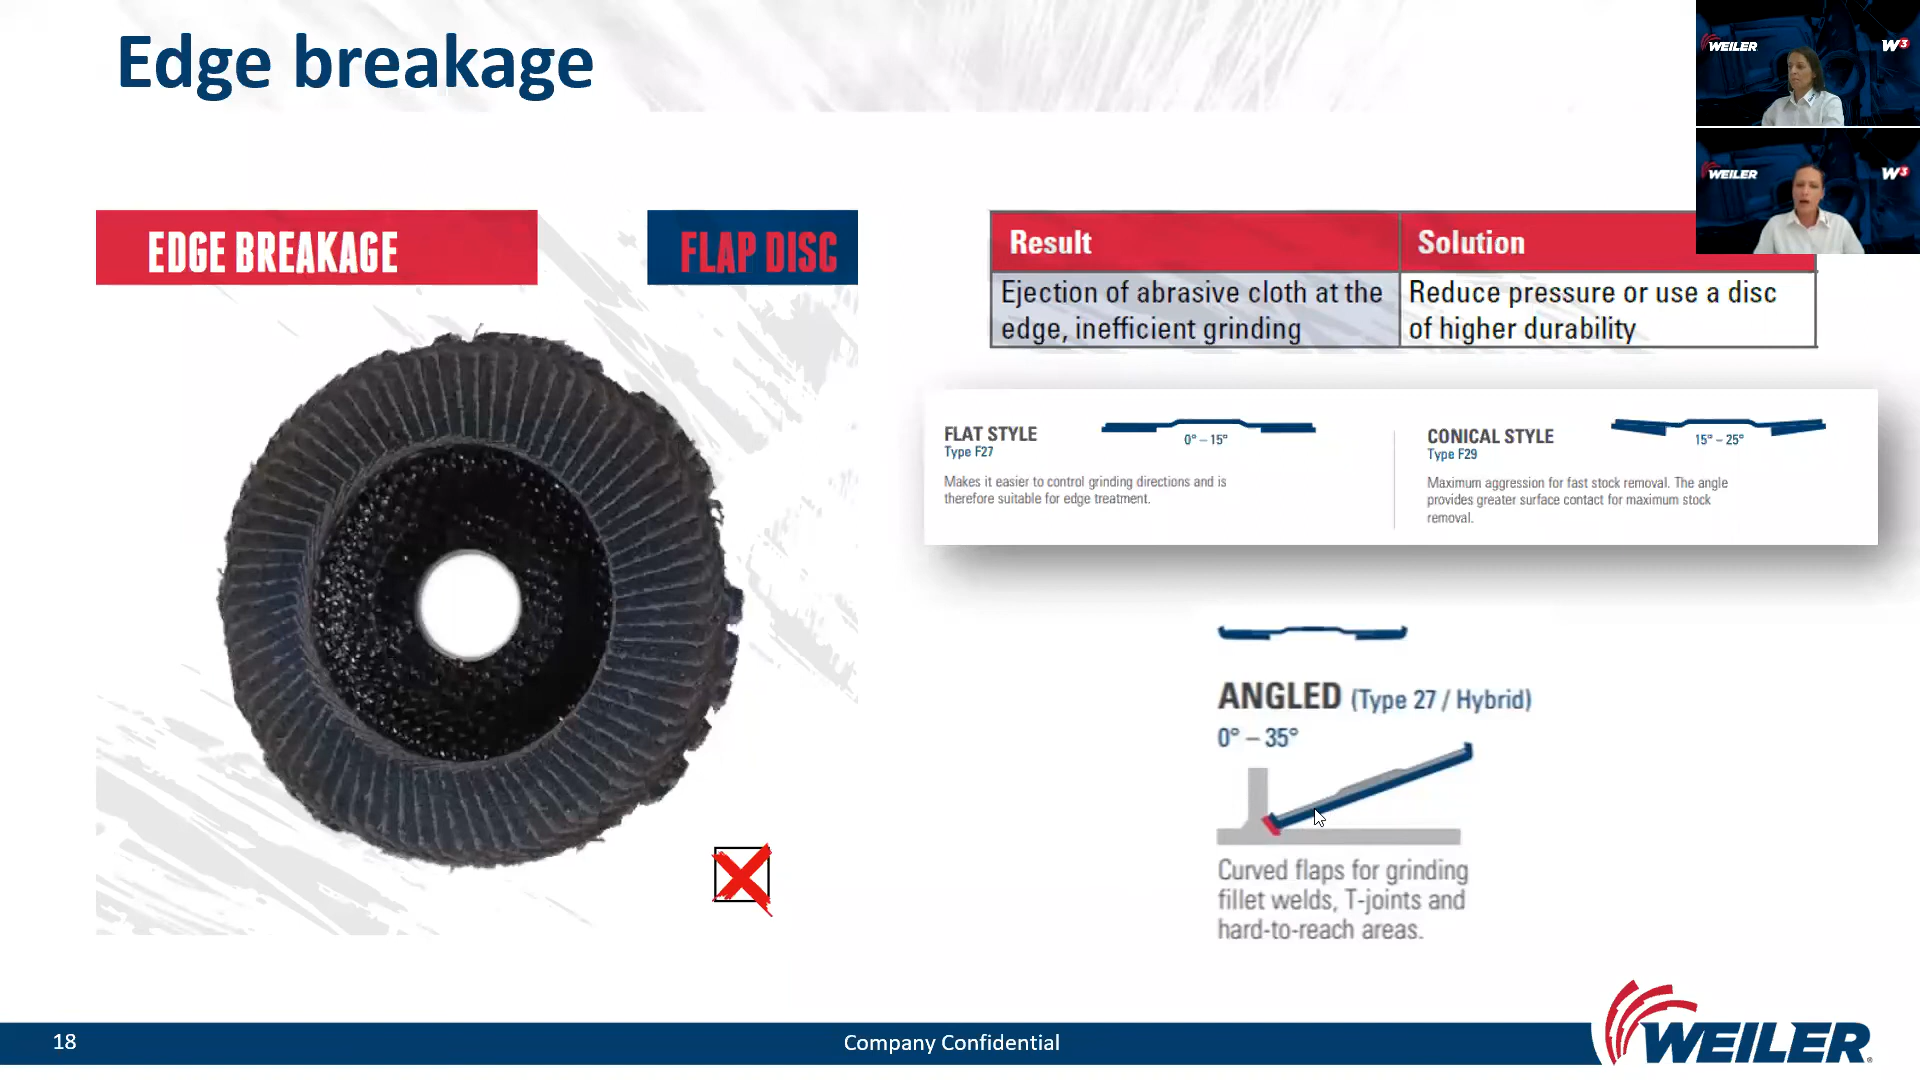 Edge breakage
WEILER
W3
WEILER
W3
EDGE BREAKAGE
FLAP DISC
Result
Solution
Ejection of abrasive cloth at the
edge, inefficient grinding
Reduce pressure or use a disc
of higher durability
FLAT STYLE
Type F27
0° – 15°
Makes it easier to control grinding directions and is
therefore suitable for edge treatment.
CONICAL STYLE
Type F29
15° – 25°
Maximum aggression for fast stock removal. The angle
provides greater surface contact for maximum stock
removal.
ANGLED (Type 27 / Hybrid)
0° – 35°
Curved flaps for grinding
fillet welds, T-joints and
hard-to-reach areas.
18
Company Confidential
WEILER